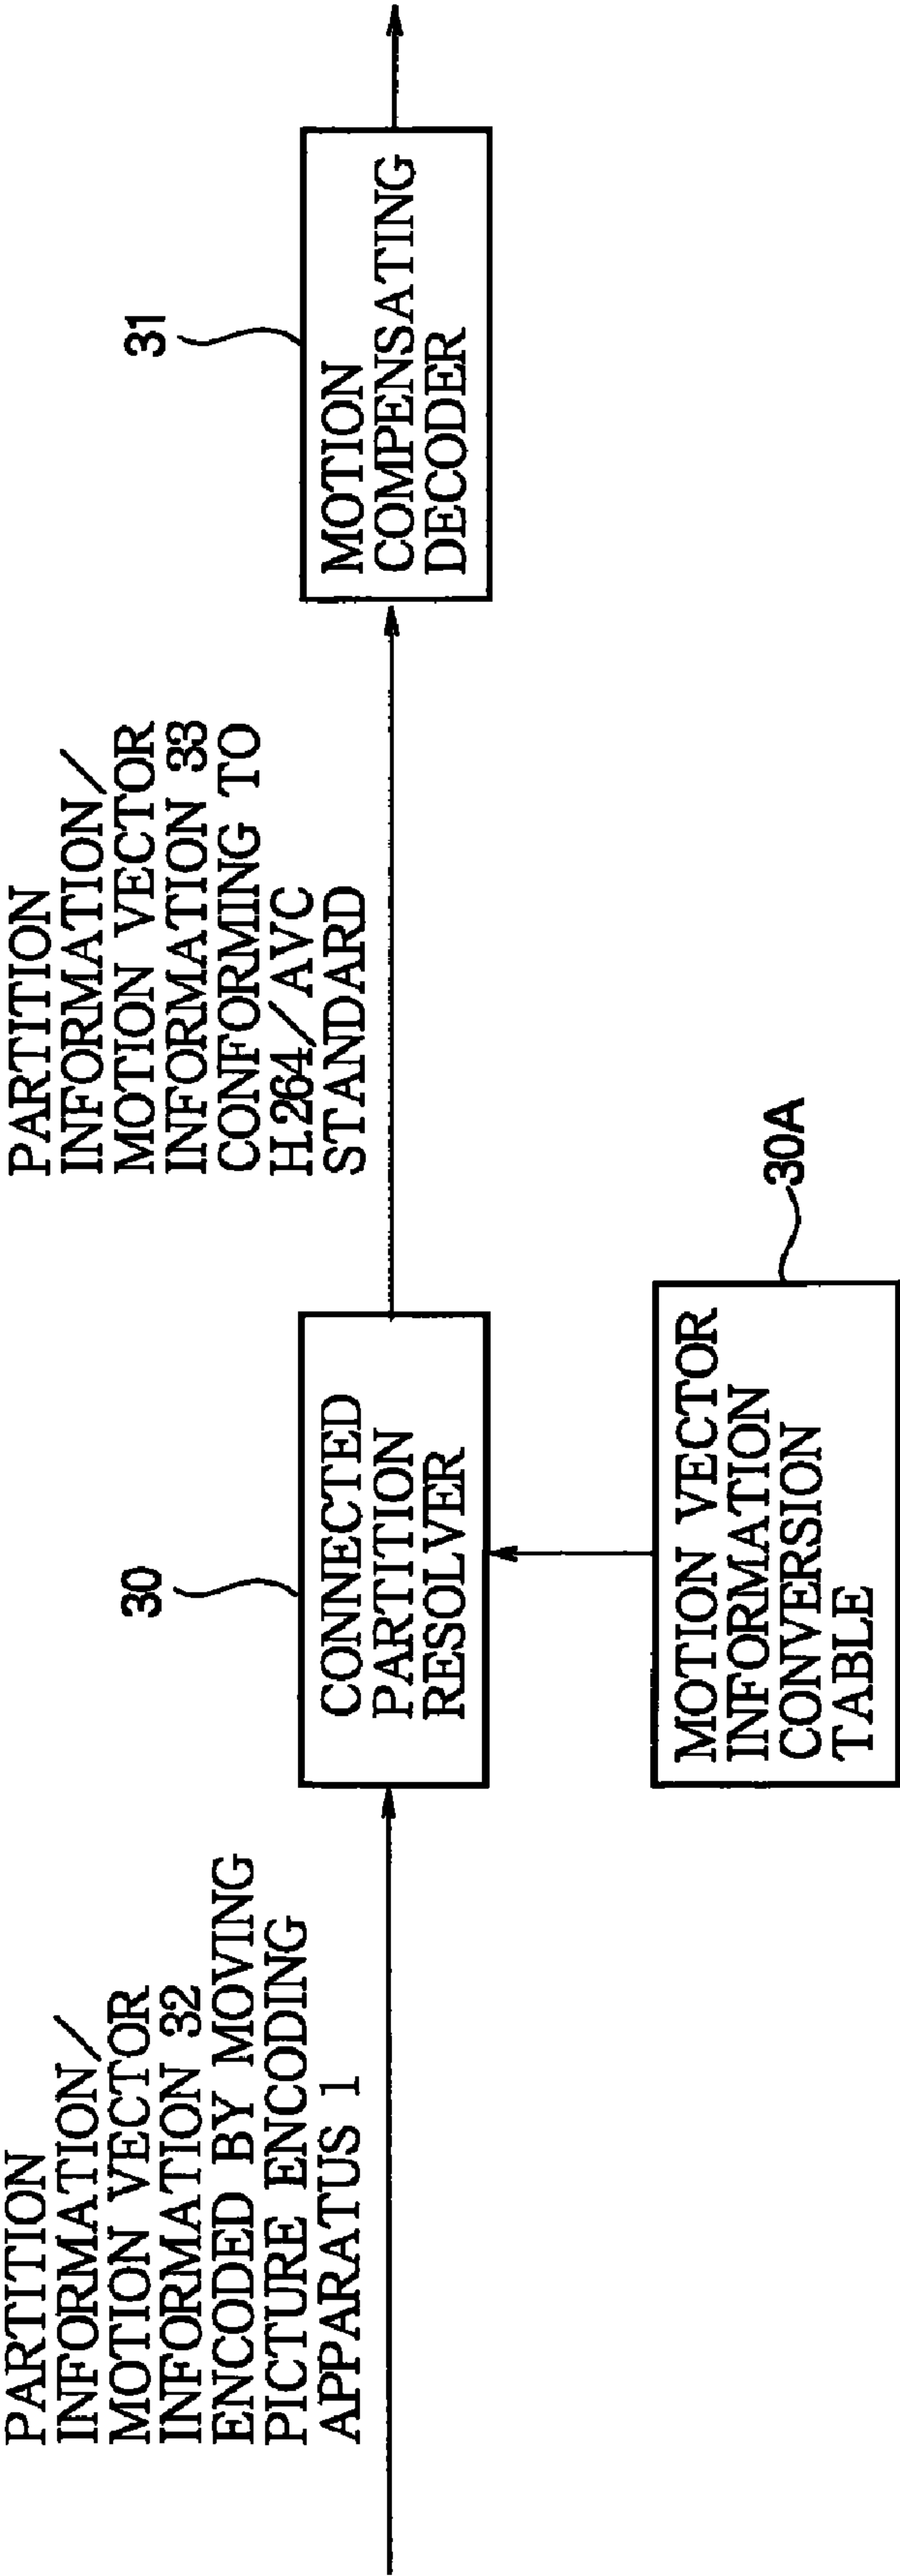 PARTITION
INFORMATION/
MOTION VECTOR
INFORMATION 32
ENCODED BY MOVING
PICTURE ENCODING
APPARATUS 1
30
CONNECTED
PARTITION
RESOLVER
MOTION VECTOR
INFORMATION
CONVERSION
TABLE
30A
PARTITION
INFORMATION/
MOTION VECTOR
INFORMATION 33
CONFORMING TO
H.264/AVC
STANDARD
31
MOTION
COMPENSATING
DECODER